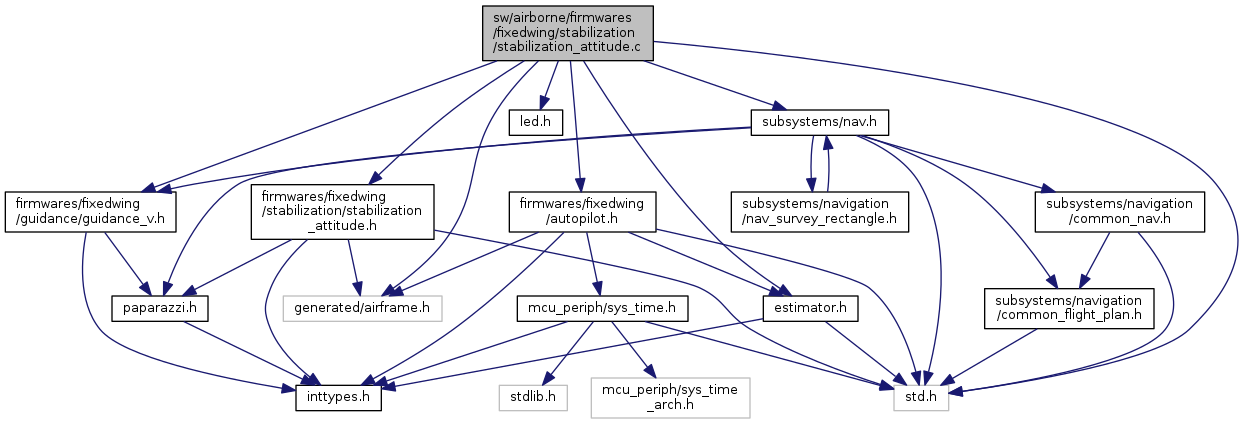 sw/airborne/firmwares
/fixedwing/stabilization
/stabilization_attitude.c
led.h
subsystems/nav.h
firmwares/fixedwing
/guidance/guidance_v.h
firmwares/fixedwing
/stabilization/stabilization
_attitude.h
firmwares/fixedwing
/autopilot.h
subsystems/navigation
/nav_survey_rectangle.h
subsystems/navigation
/common_nav.h
paparazzi.h
generated/airframe.h
mcu_periph/sys_time.h
estimator.h
subsystems/navigation
/common_flight_plan.h
inttypes.h
stdlib.h
mcu_periph/sys_time
_arch.h
std.h